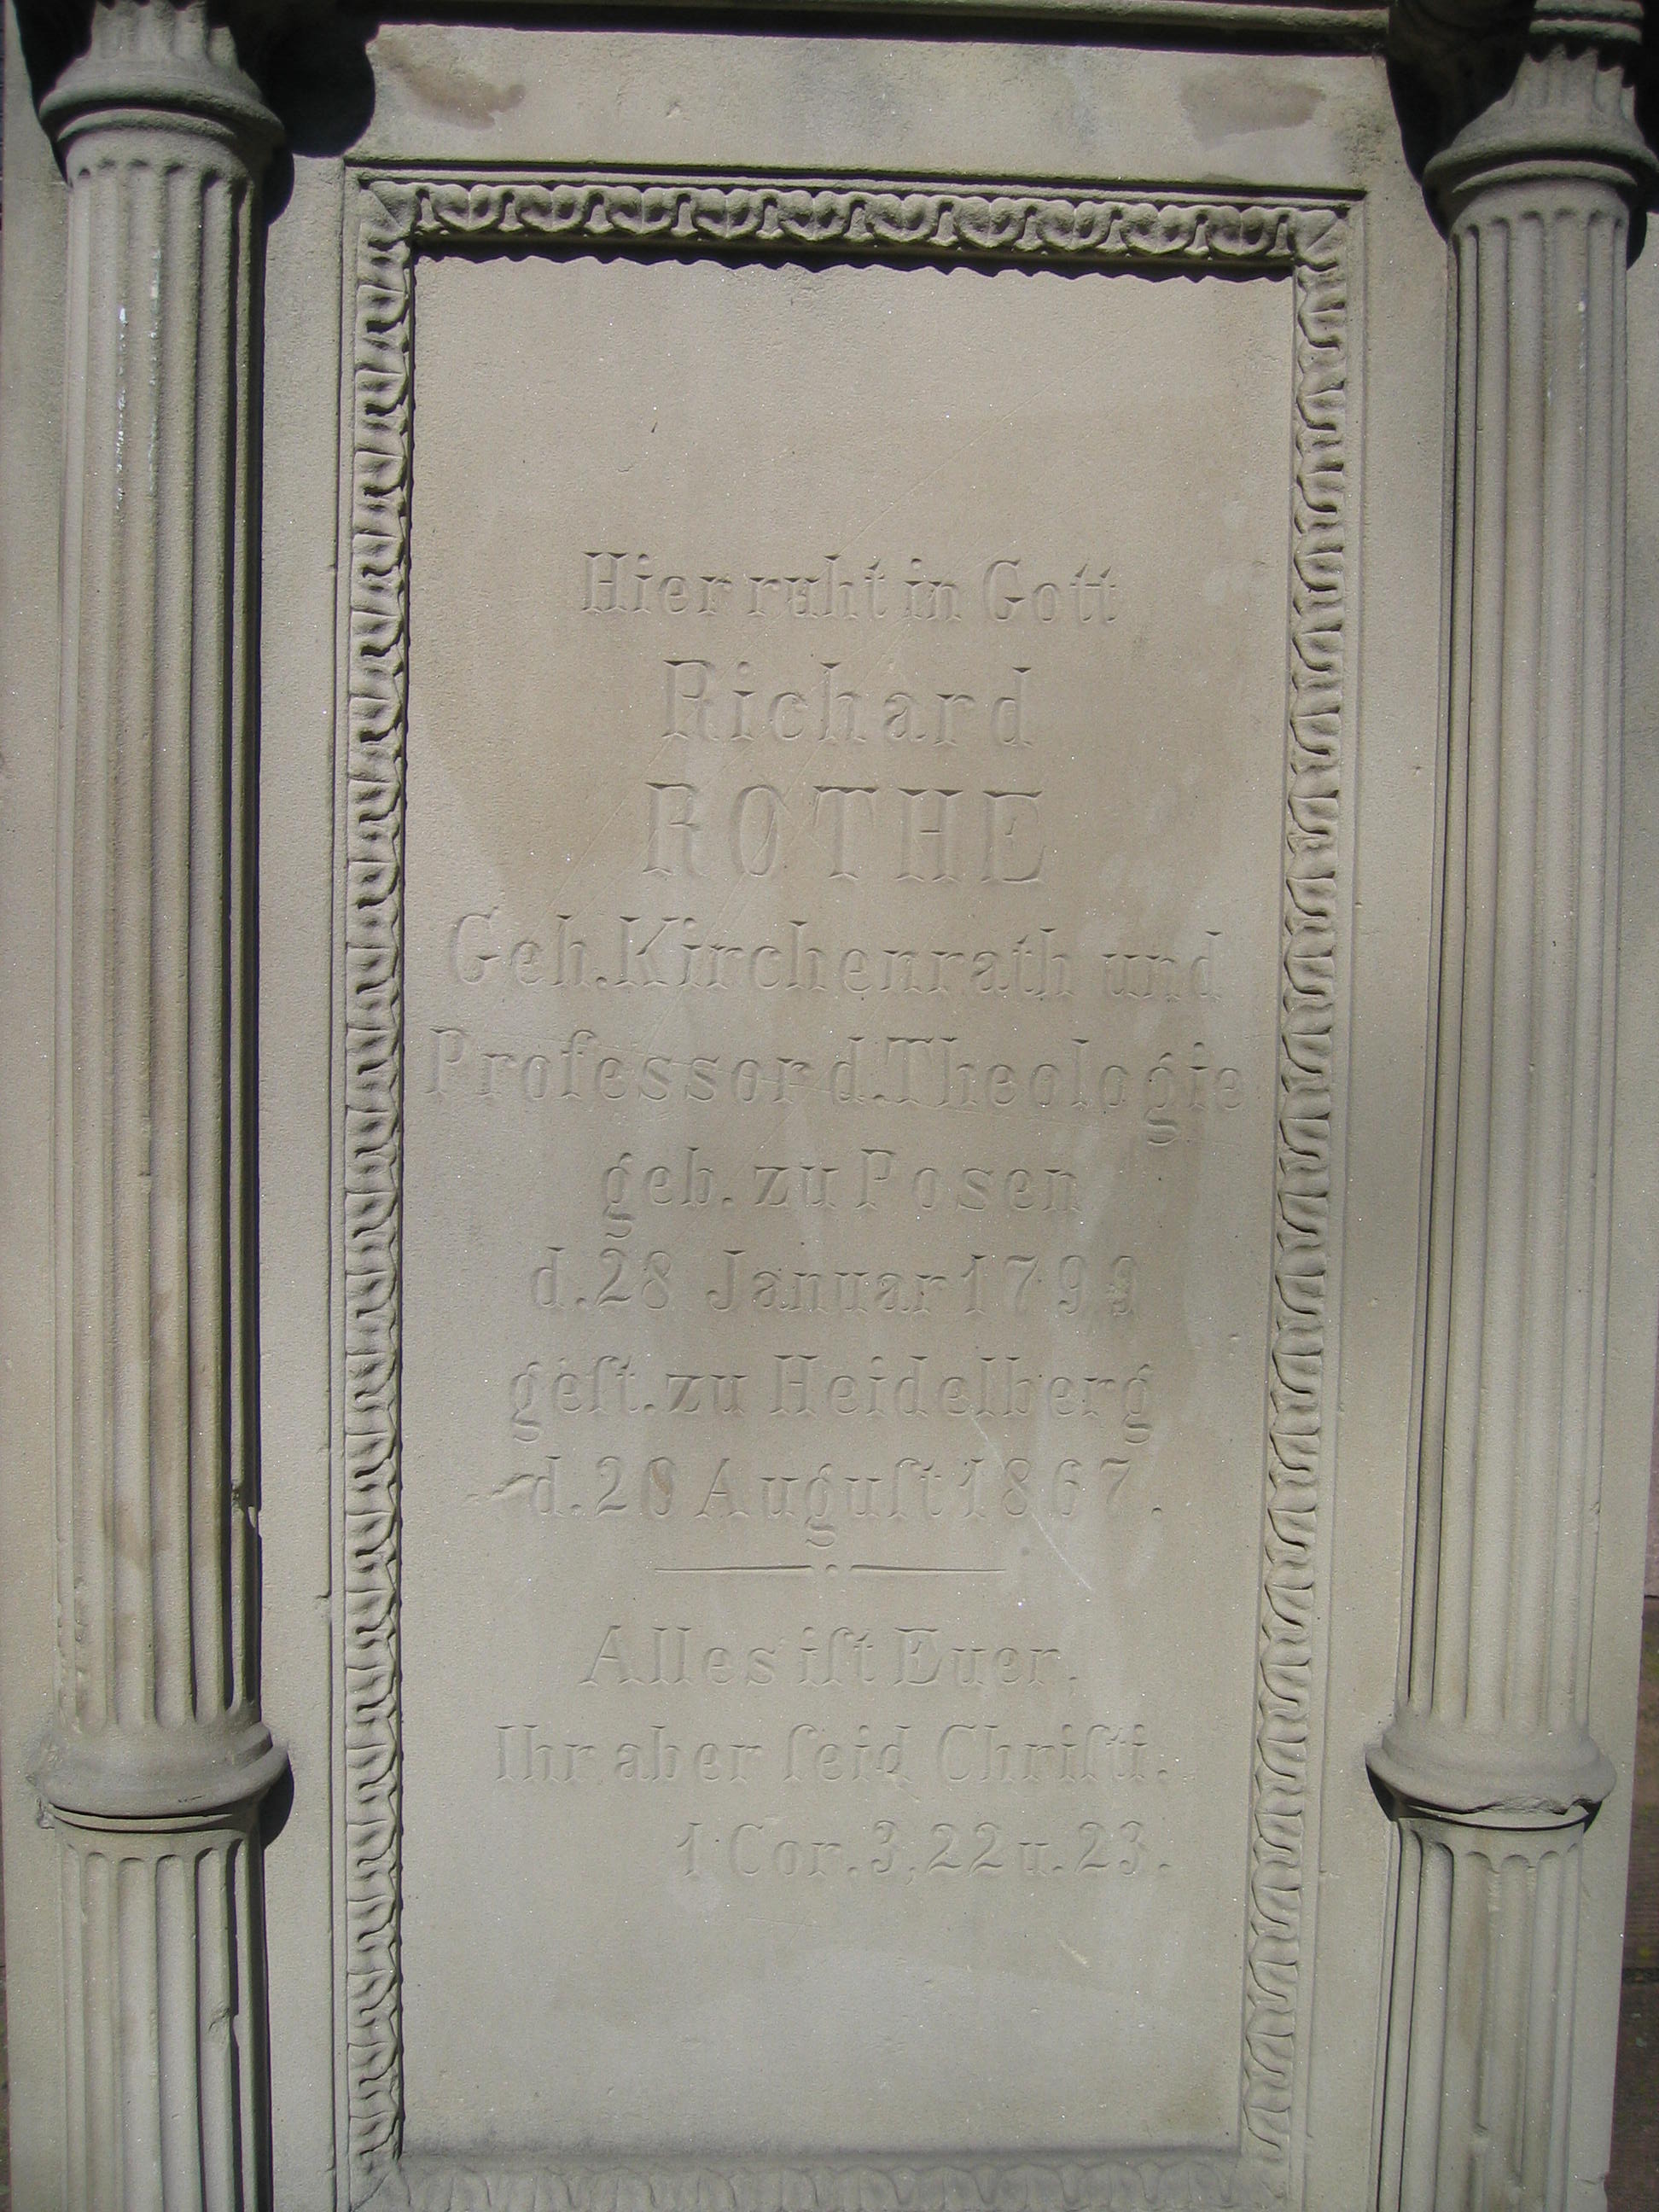 Hier ruht in Gott
Richard
ROTHE
Geh. Kirchenrath und
Professor d. Theologie
geb. zu Posen
d. 28 Januar 1799
geſt. zu Heidelberg
d. 20 Auguſt 1867.
Alles iſt Euer.
Ihr aber ſeid Chriſti.
1 Cor. 3, 22 u. 23.